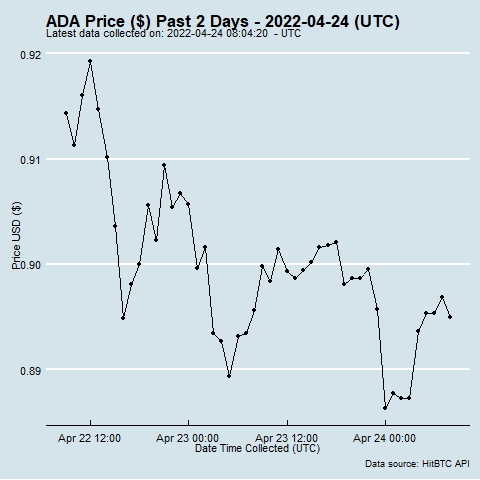 ADA Price ($) Past 2 Days - 2022-04-24 (UTC)
Latest data collected on: 2022-04-24 08:04:20 - UTC
0.92
0.91
0.90
0.89
Price USD ($)
Apr 22 12:00 Apr 23 00:00 Apr 23 12:00 Apr 24 00:00
Date Time Collected (UTC)
Data source: HitBTC API